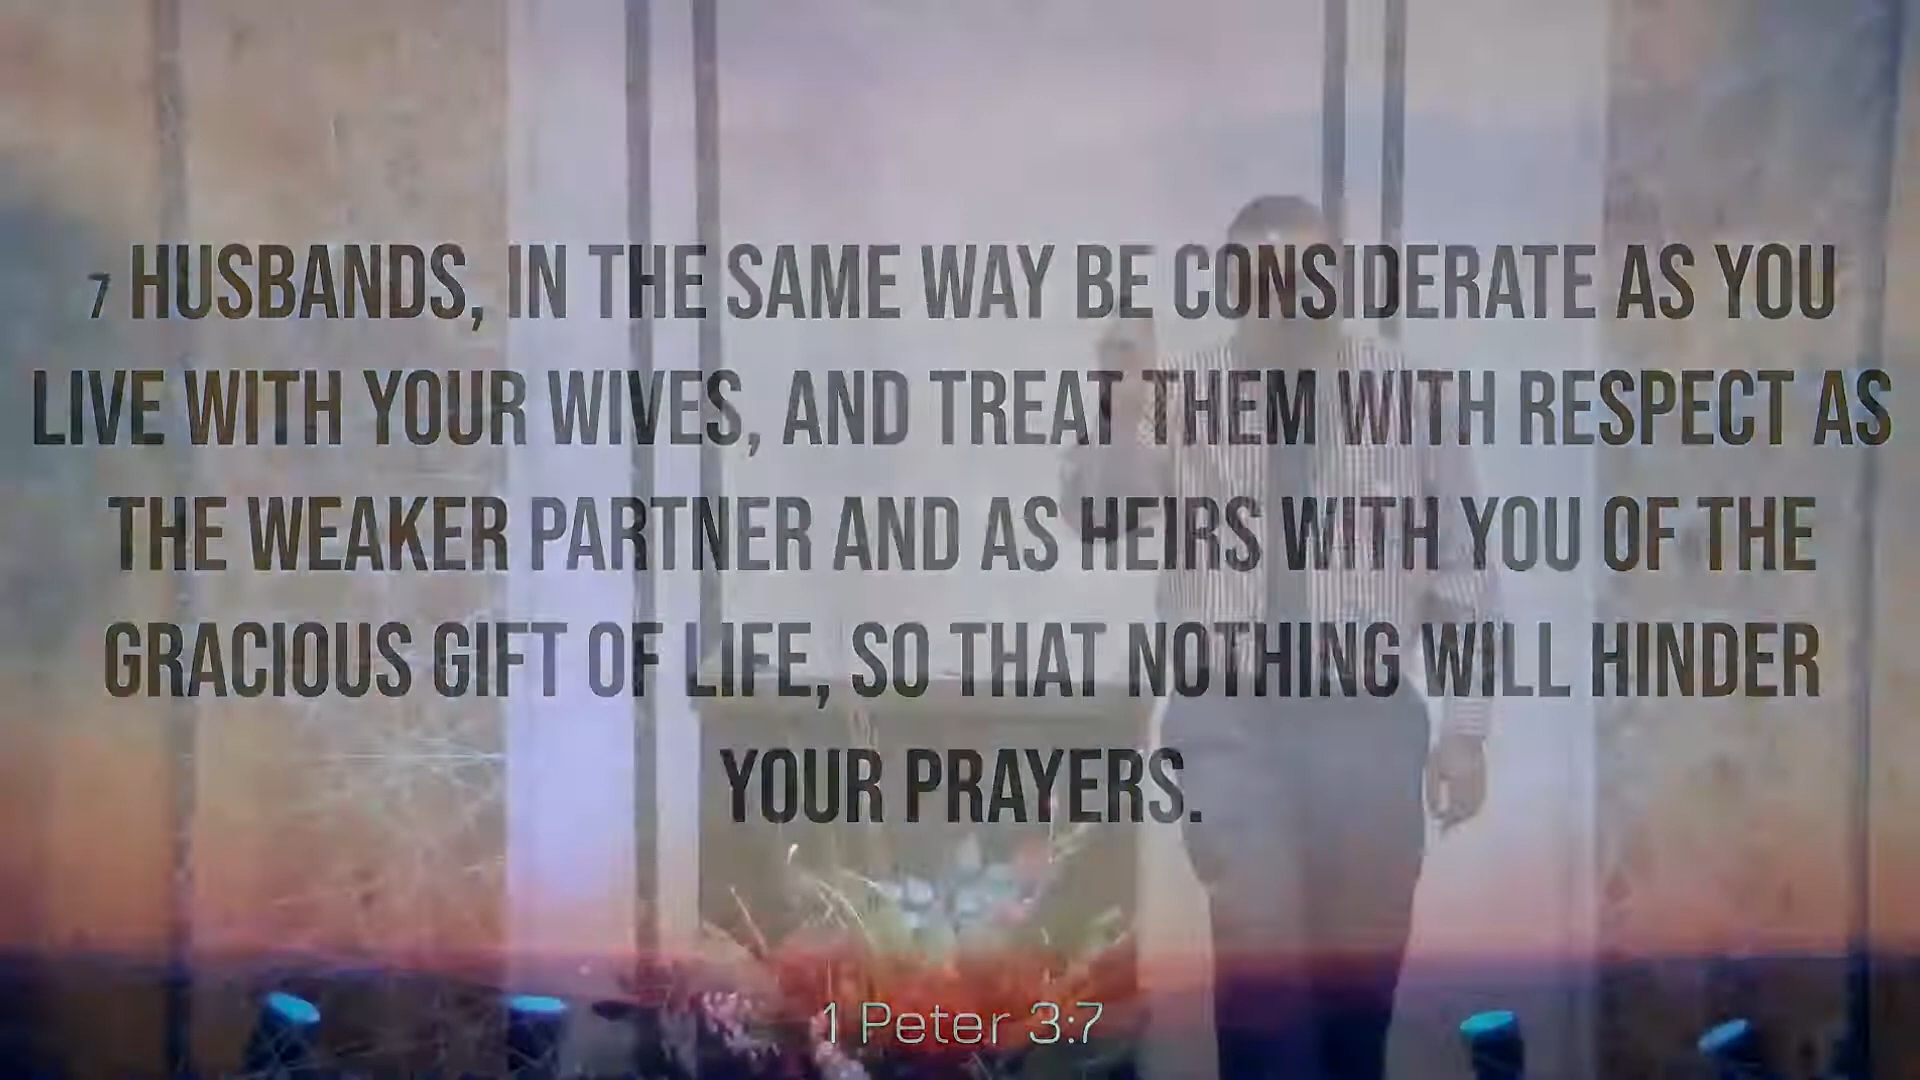 7 HUSBANDS, IN THE SAME WAY BE CONSIDERATE AS YOU
LIVE WITH YOUR WIVES, AND TREAT THEM WITH RESPECT AS
THE WEAKER PARTNER AND AS HEIRS WITH YOU OF THE
GRACIOUS GIFT OF LIFE, SO THAT NOTHING WILL HINDER
YOUR PRAYERS.
1 Peter 3:7